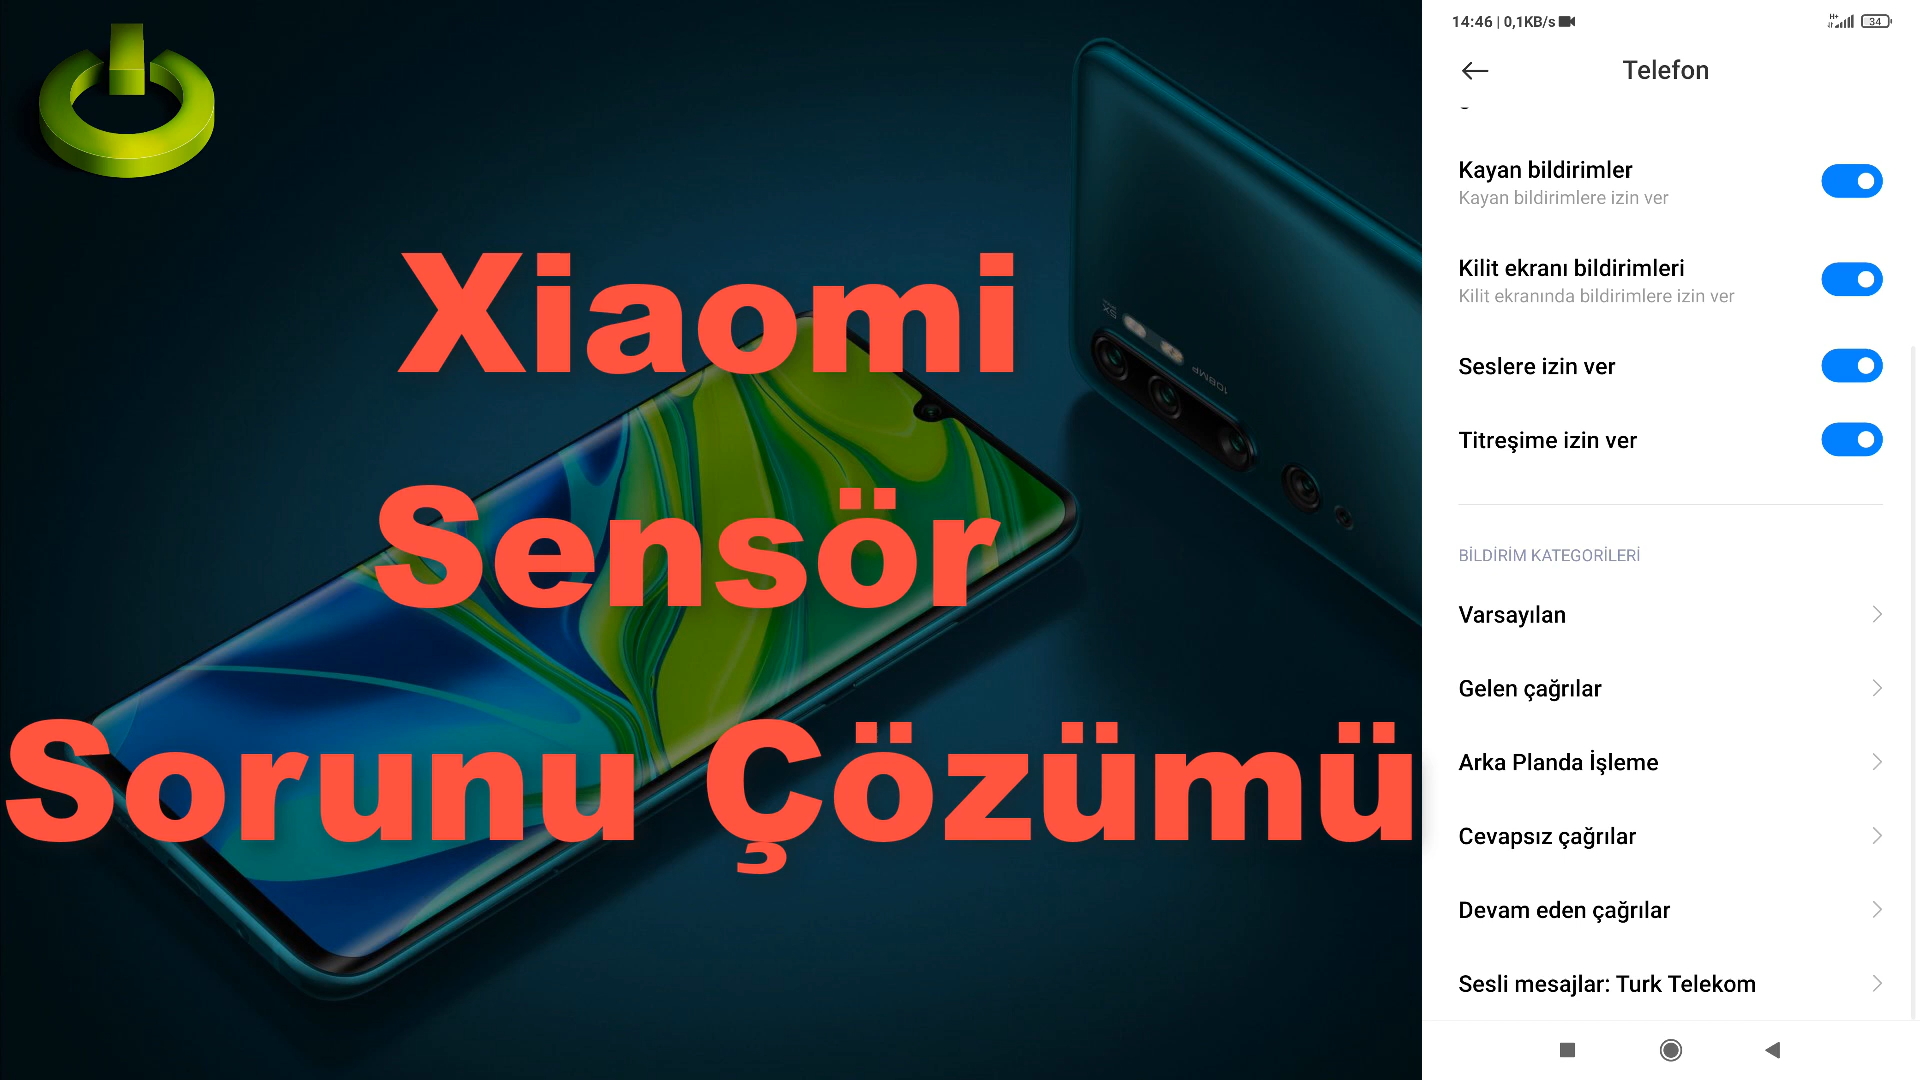 Xiaomi
Sensör
Sorunu Çözümü
5X
108MP
14:46 | 0,1KB/s
H+
34
Telefon
Kayan bildirimler
Kayan bildirimlere izin ver
Kilit ekranı bildirimleri
Kilit ekranında bildirimlere izin ver
Seslere izin ver
Titreşime izin ver
BİLDİRİM KATEGORİLERİ
Varsayılan
Gelen çağrılar
Arka Planda İşleme
Cevapsız çağrılar
Devam eden çağrılar
Sesli mesajlar: Turk Telekom